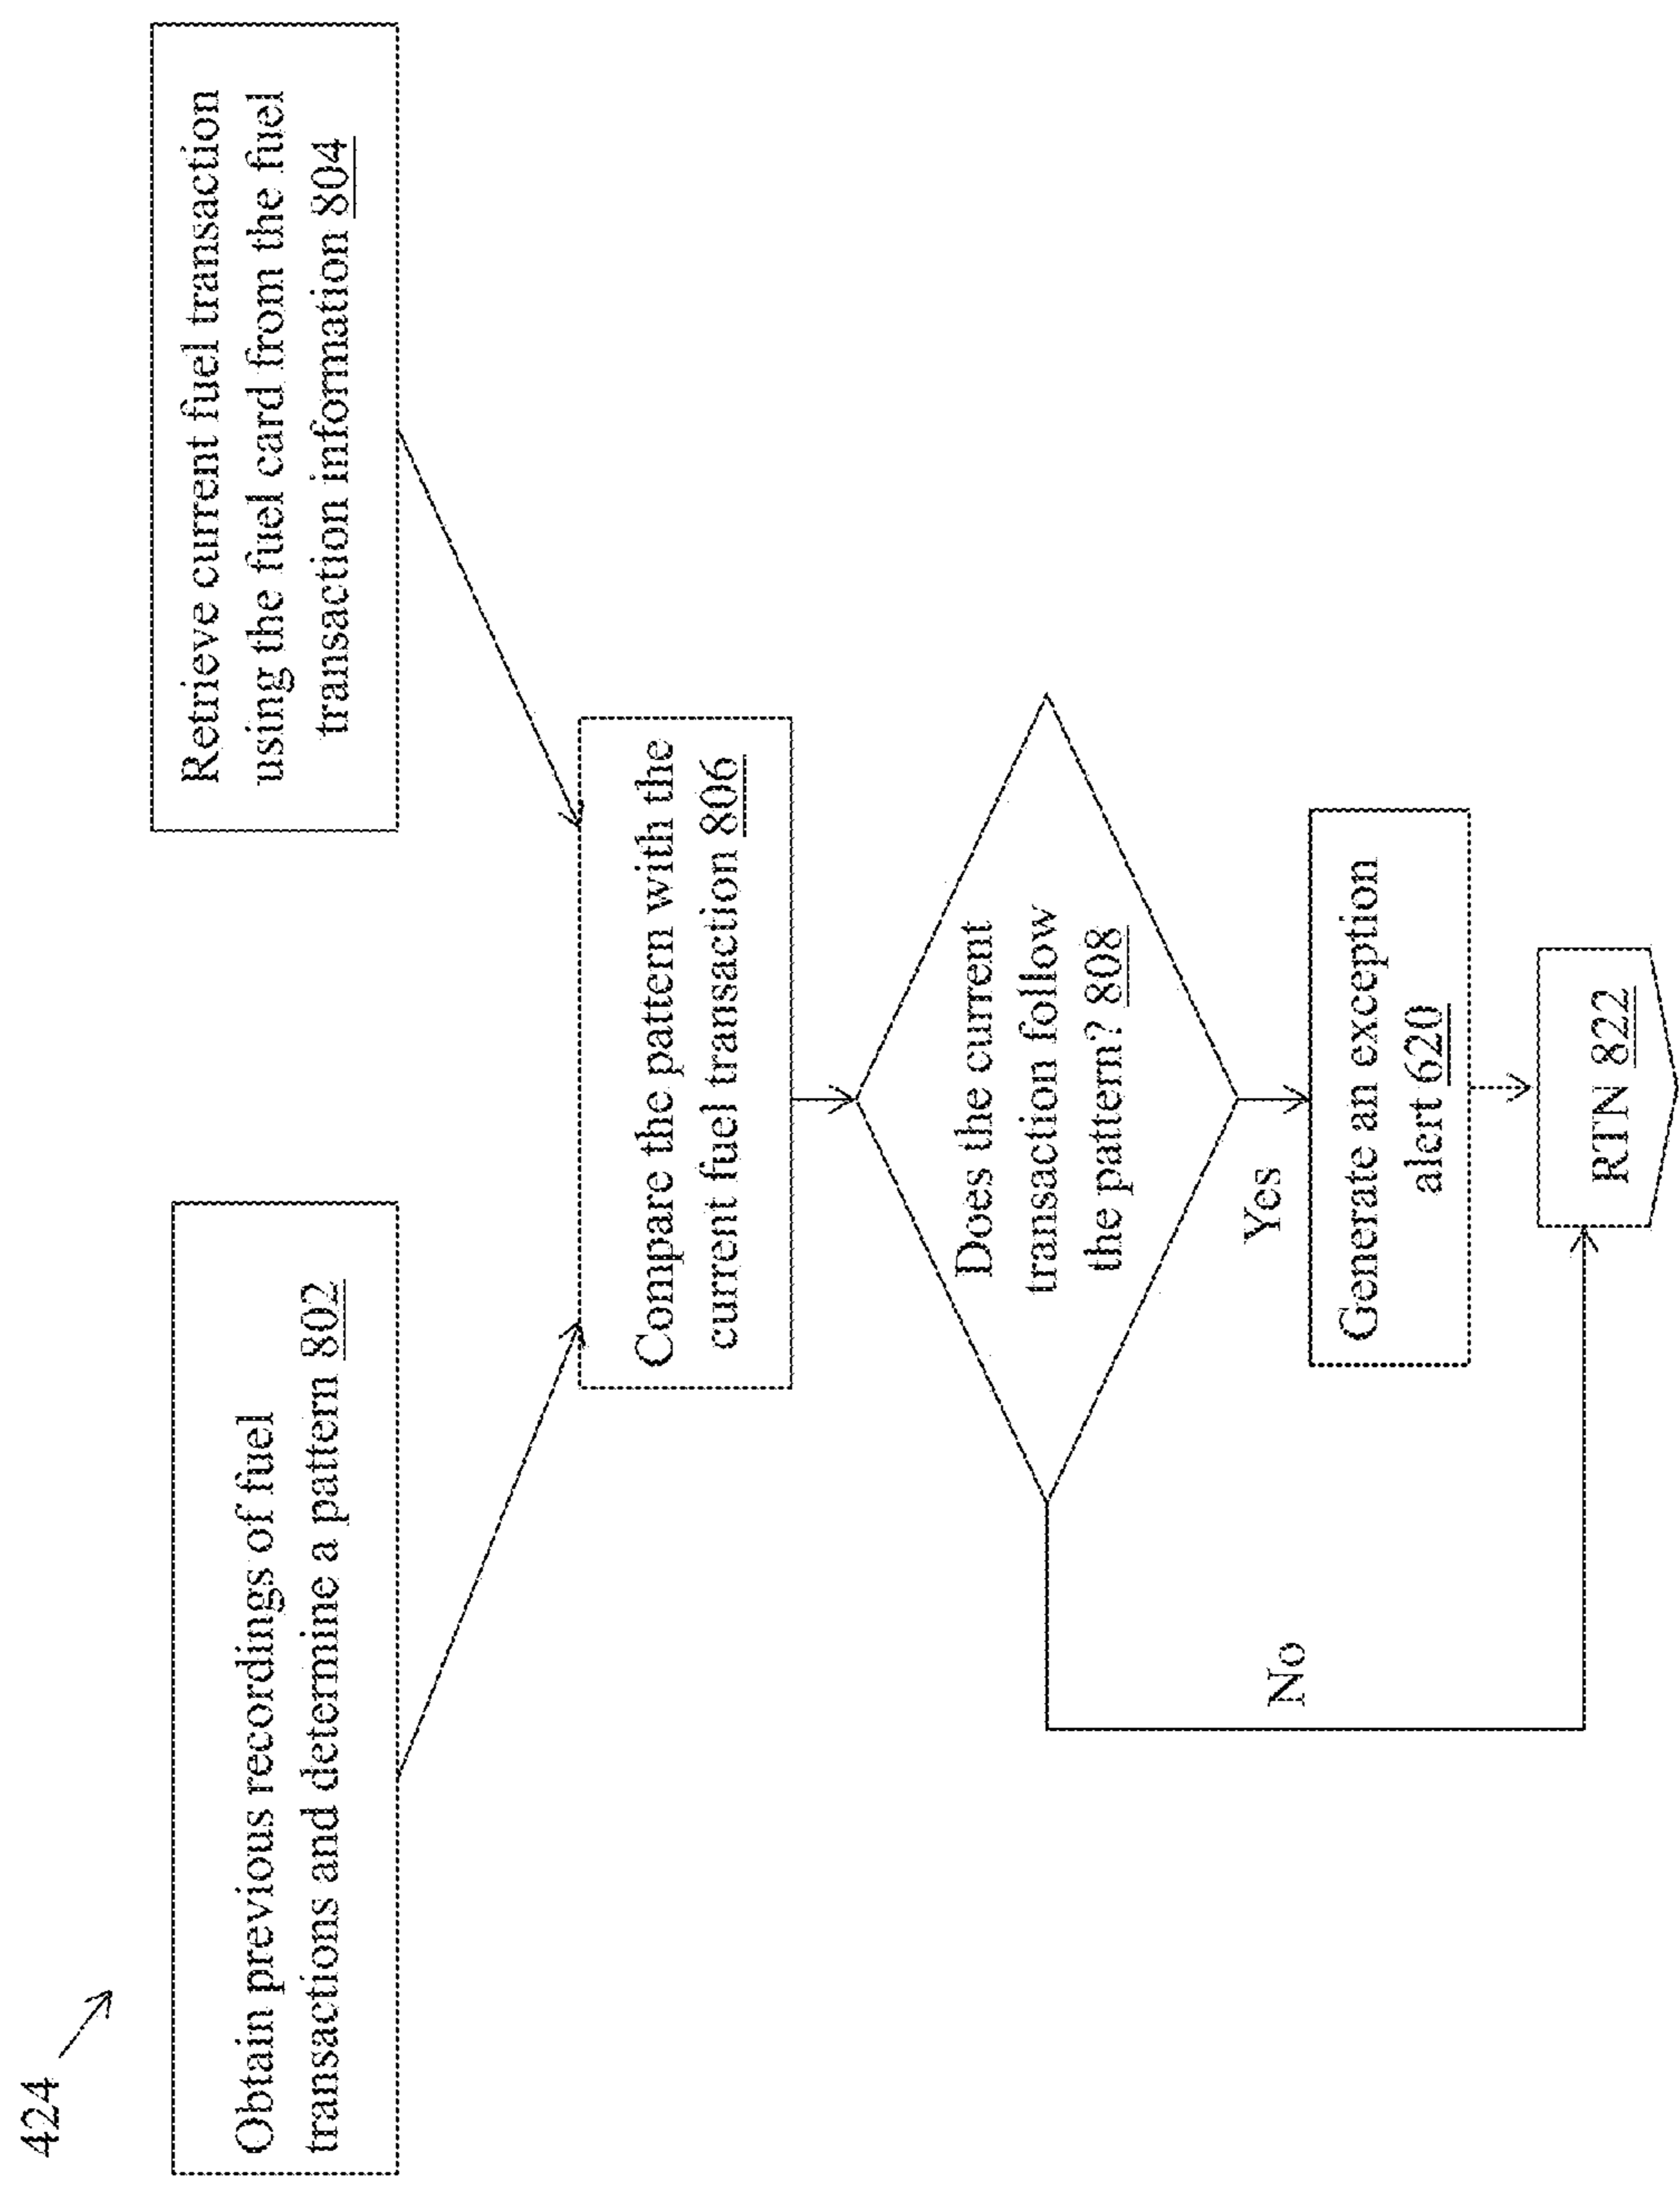 424
Obtain previous recordings of fuel
transactions and determine a pattern 802
Retrieve current fuel transaction
using the fuel card from the fuel
transaction information 804
Compare the pattern with the
current fuel transaction 806
Does the current
transaction follow
the pattern? 808
No
Yes
Generate an exception
alert 620
RTN 822